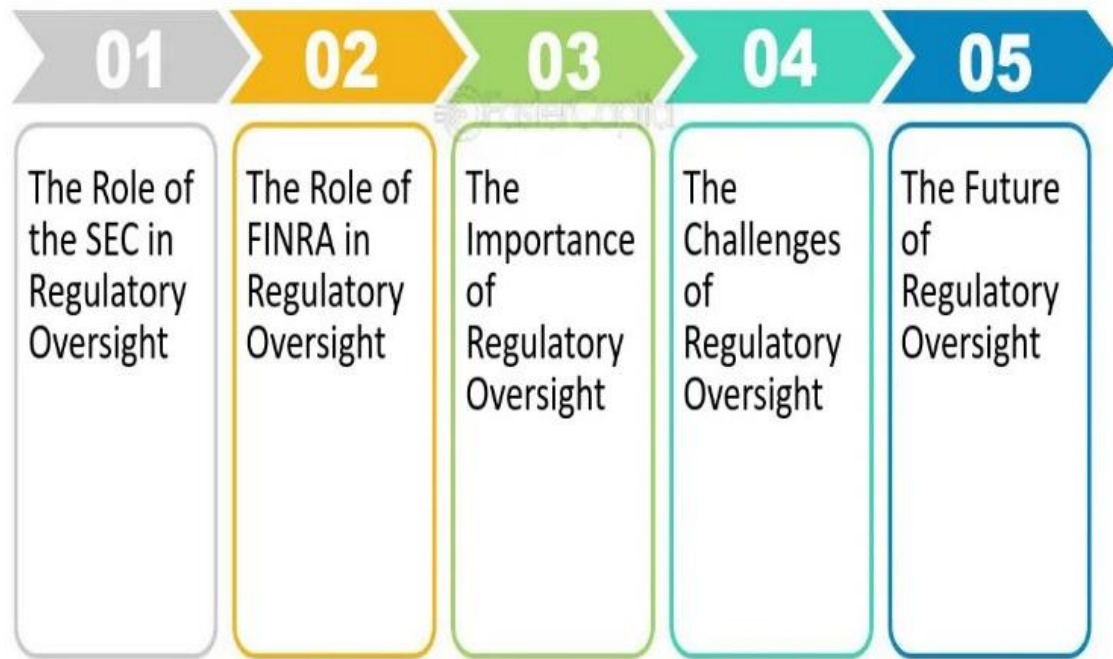 01
02
03
04
05
FasterCapital
The Role of
the SEC in
Regulatory
Oversight
The Role of
FINRA in
Regulatory
Oversight
The
Importance
of
Regulatory
Oversight
The
Challenges
of
Regulatory
Oversight
The Future
of
Regulatory
Oversight